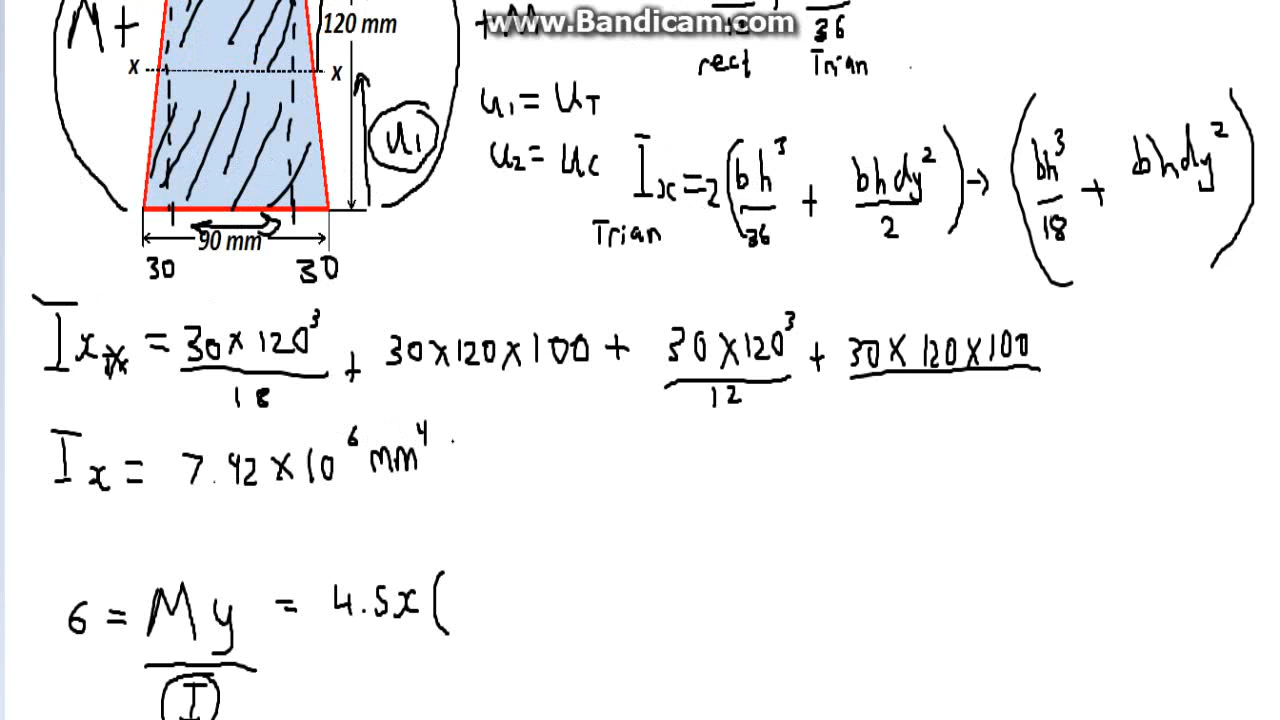 www.Bandicam.com
M+
120 mm
+M
36
rect
Trian
x
x
u1
u1 = uT
u2 = uc
Ix = 2(bh³/36 + bhdy²/2) → (bh³/18 + bhdy²)
Trian
90 mm
30
30
Ix = 30×120³/18 + 30×120×100 + 30×120³/12 + 30×120×100
Ix = 7.42×10⁶ mm⁴
6 = My/I = 4.5x(